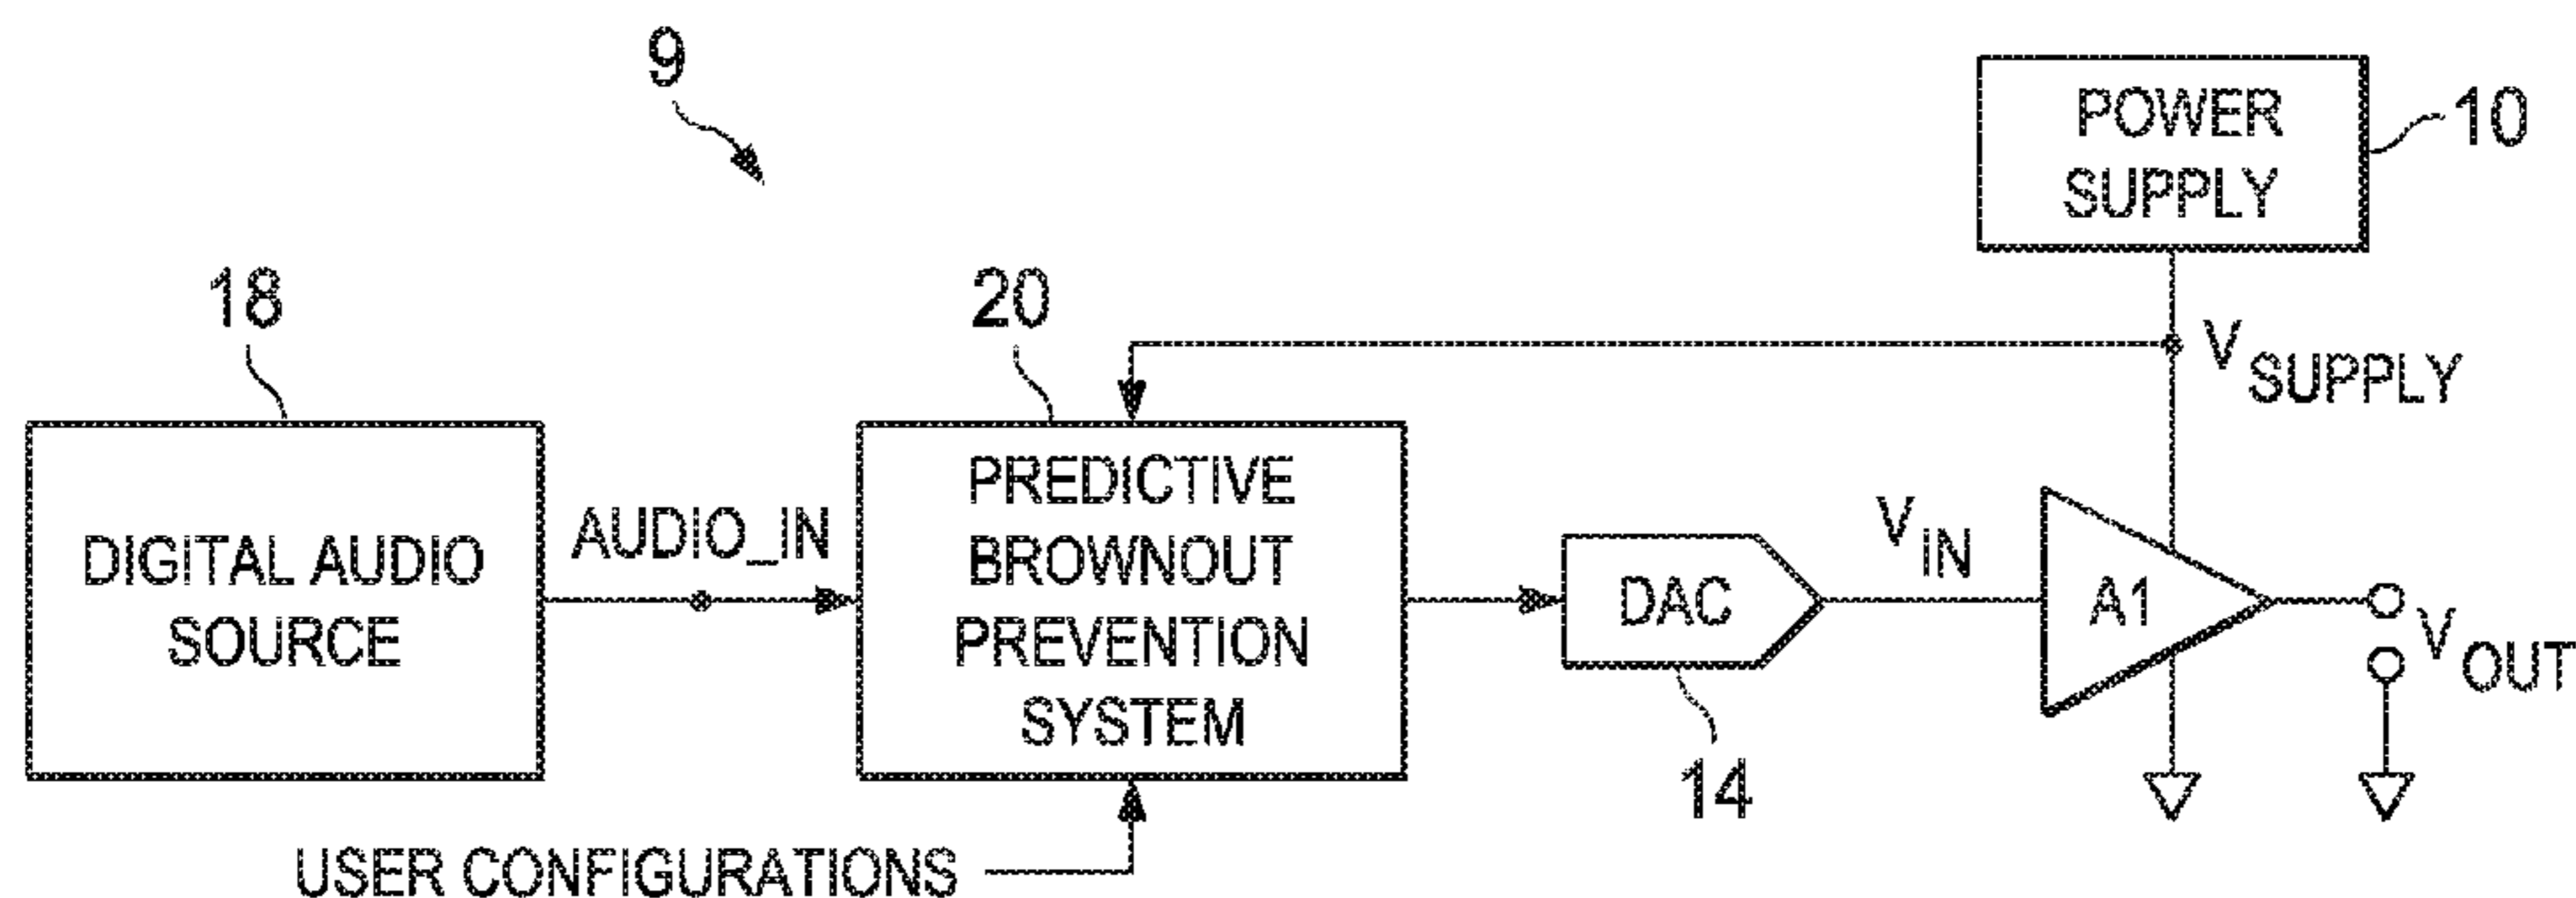 9
POWER
SUPPLY
10
18
20
V SUPPLY
DIGITAL AUDIO
SOURCE
AUDIO_IN
PREDICTIVE
BROWNOUT
PREVENTION
SYSTEM
DAC
14
V IN
A1
V OUT
USER CONFIGURATIONS